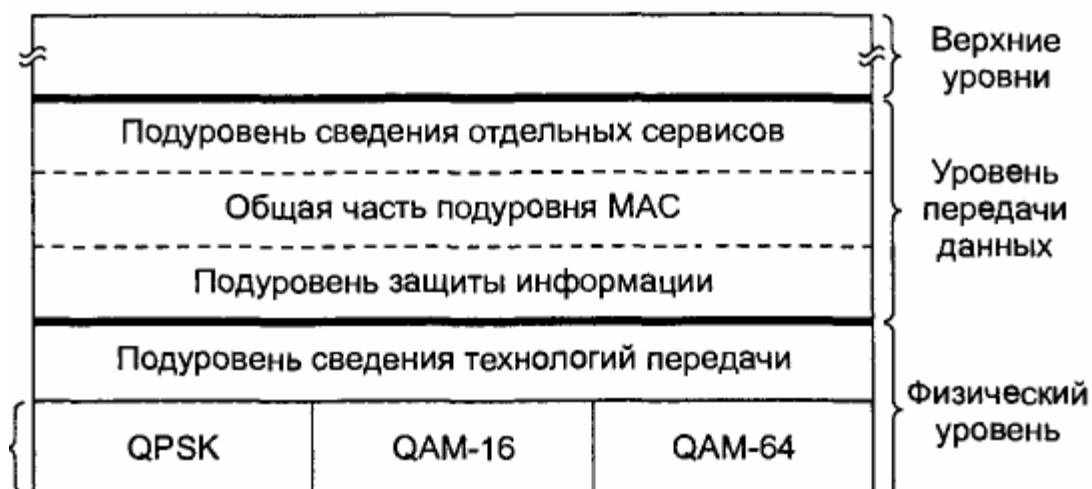 Верхние
уровни
Подуровень сведения отдельных сервисов
Общая часть подуровня MAC
Подуровень защиты информации
Уровень
передачи
данных
Подуровень сведения технологий передачи
QPSK
QAM-16
QAM-64
Физический
уровень